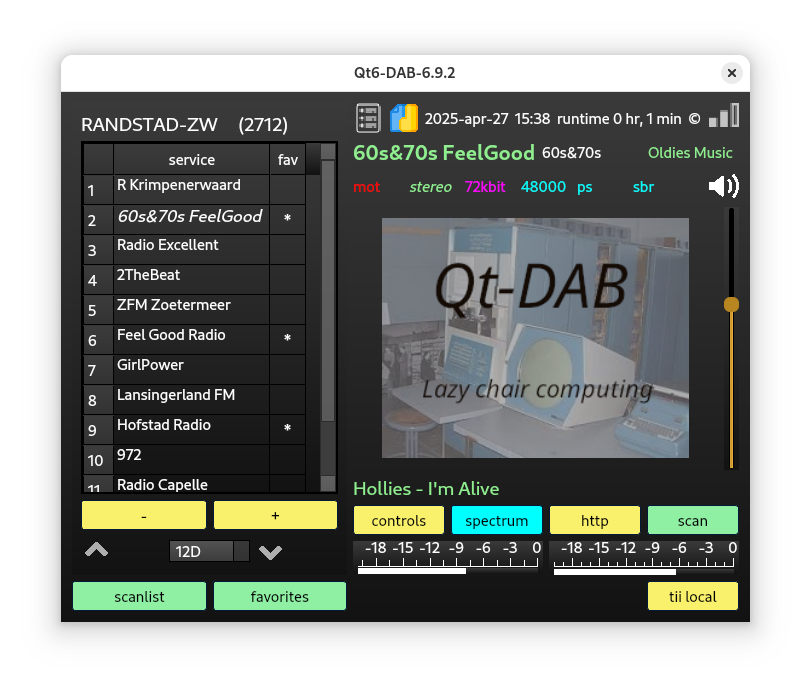 Qt6-DAB-6.9.2
RANDSTAD-ZW (2712)
2025-apr-27 15:38 runtime 0 hr, 1 min ©
60s&70s FeelGood 60s&70s Oldies Music
mot stereo 72kbit 48000 ps sbr
service fav
1 R Krimpenerwaard
2 60s&70s FeelGood *
3 Radio Excellent
4 2TheBeat
5 ZFM Zoetermeer
6 Feel Good Radio *
7 GirlPower
8 Lansingerland FM
9 Hofstad Radio *
10 972
11 Radio Capelle
- +
12D
scanlist favorites
Qt-DAB
Lazy chair computing
Hollies - I'm Alive
controls spectrum http scan
-18 -15 -12 -9 -6 -3 0 -18 -15 -12 -9 -6 -3 0
tii local